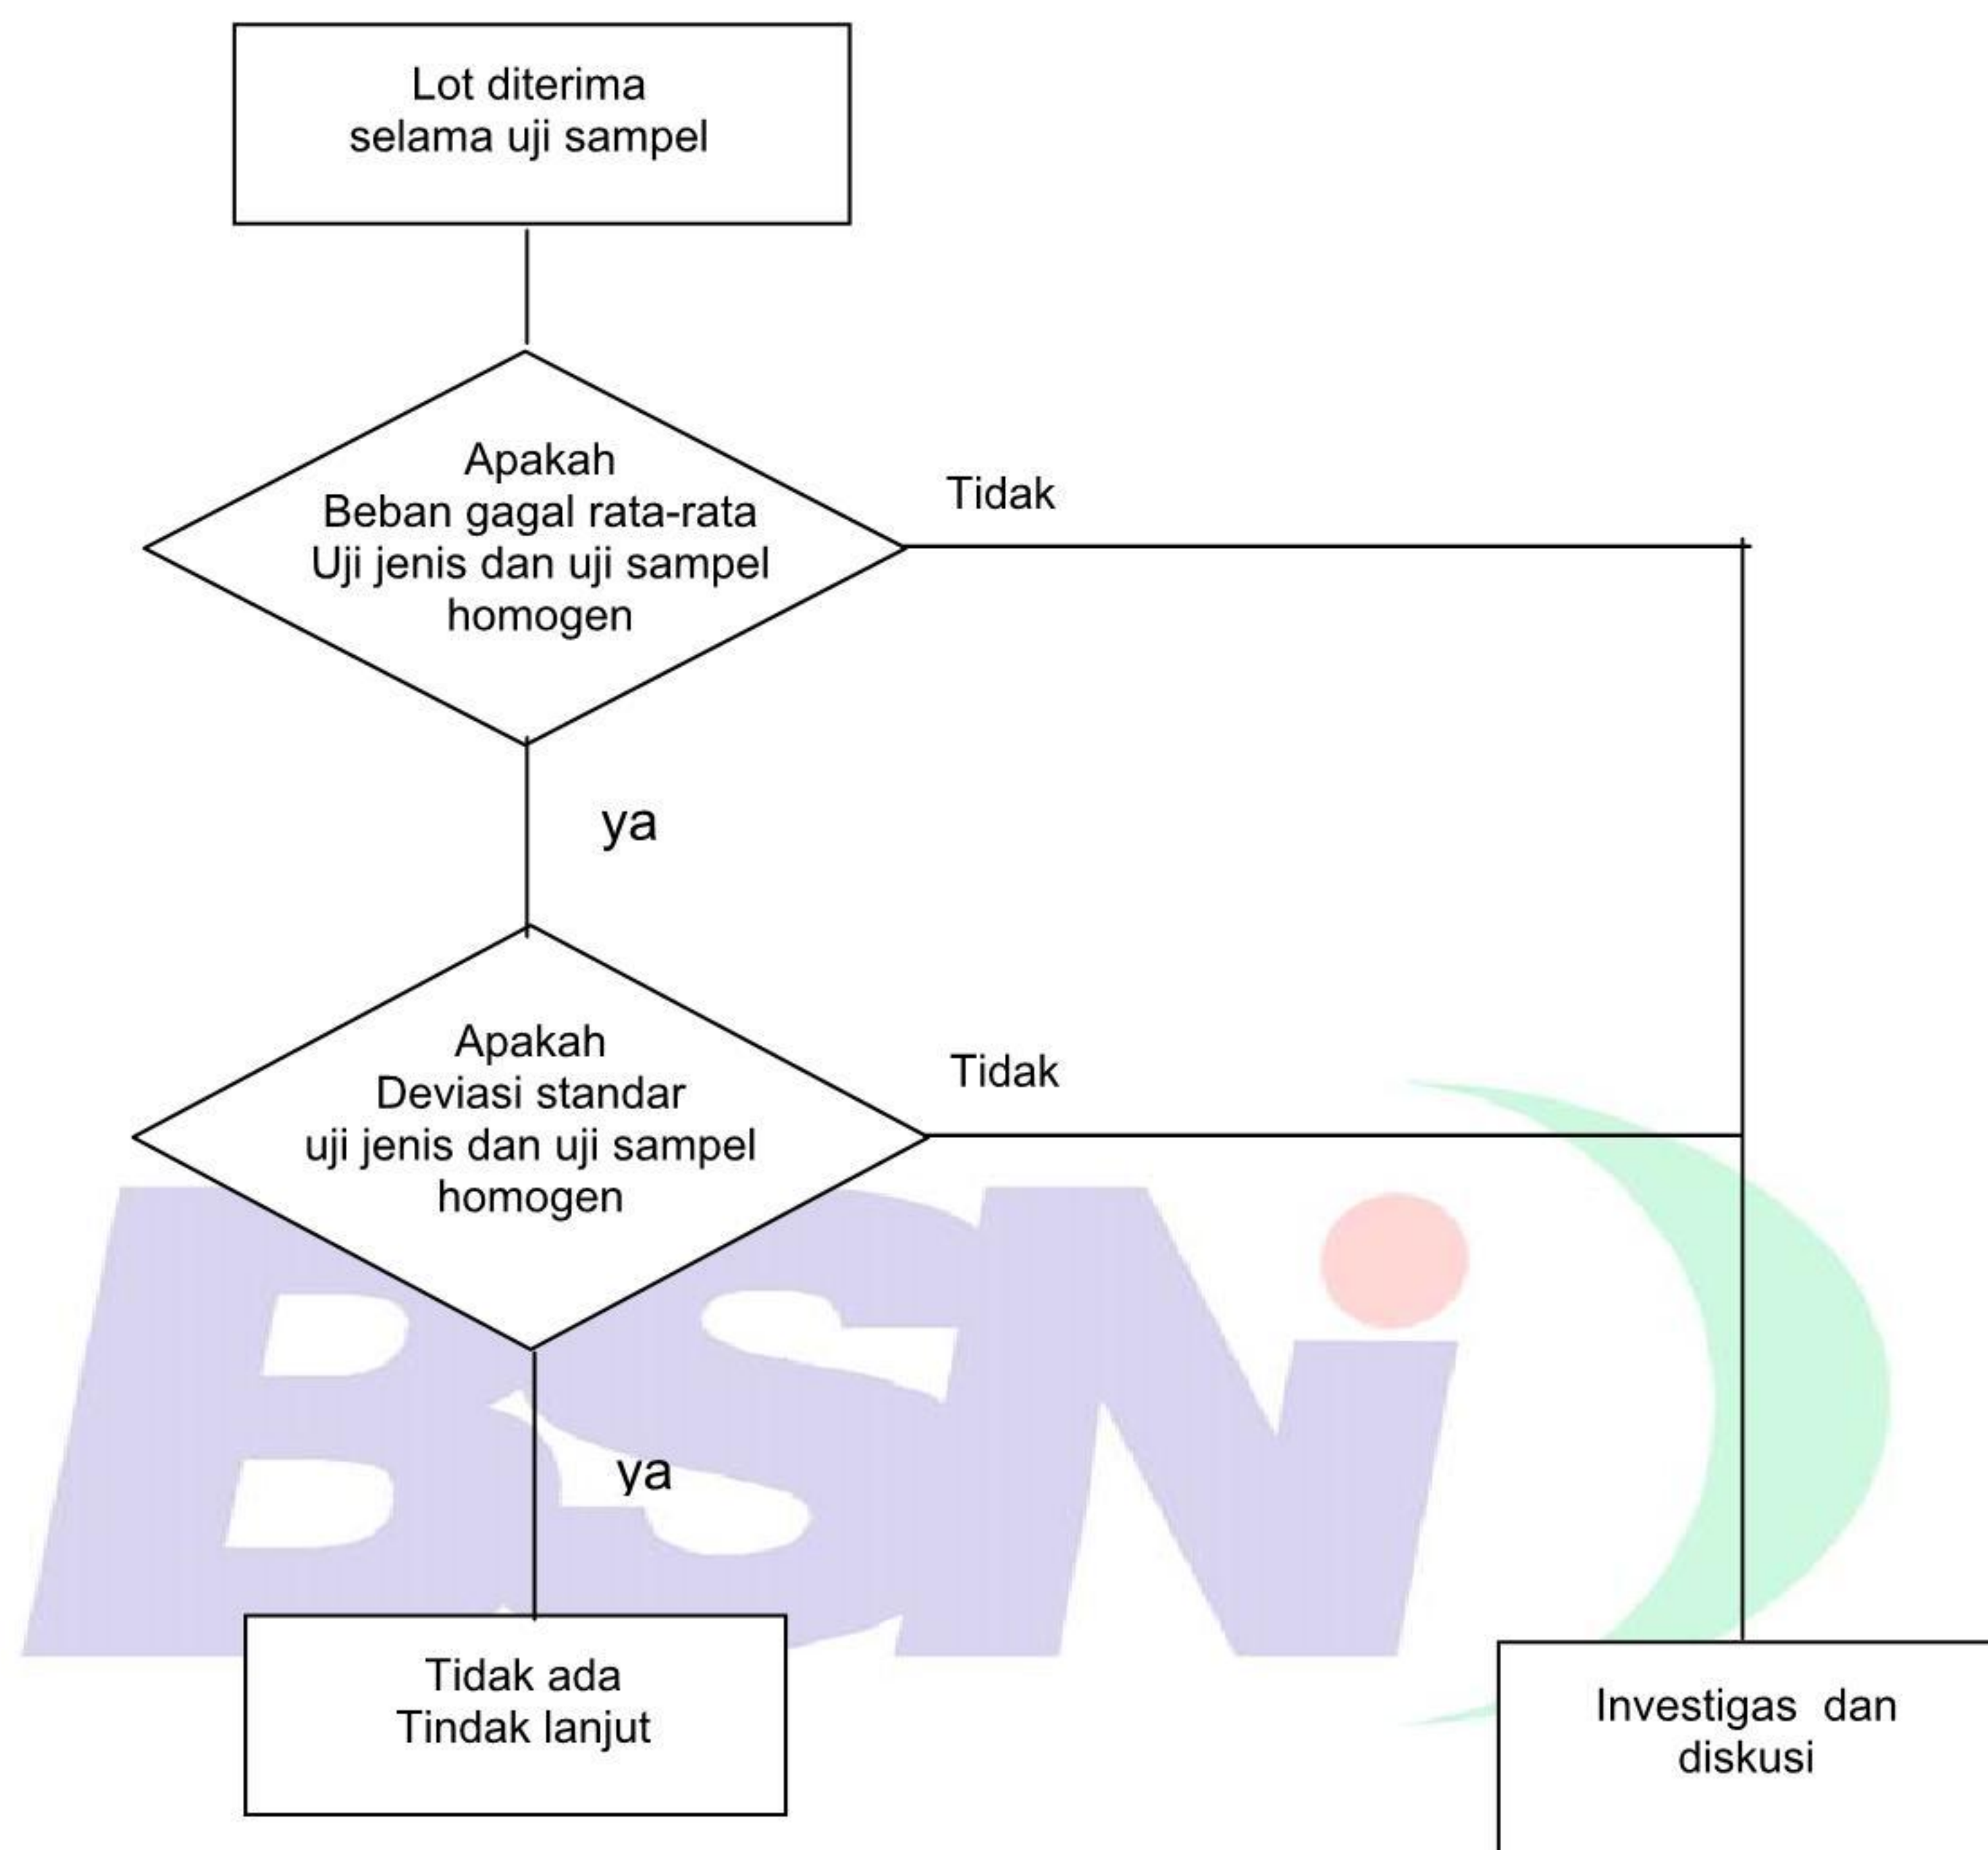 Lot diterima
selama uji sampel
Apakah
Beban gagal rata-rata
Uji jenis dan uji sampel
homogen
Tidak
ya
Apakah
Deviasi standar
uji jenis dan uji sampel
homogen
Tidak
BSNi
ya
Tidak ada
Tindak lanjut
Investigas dan
diskusi